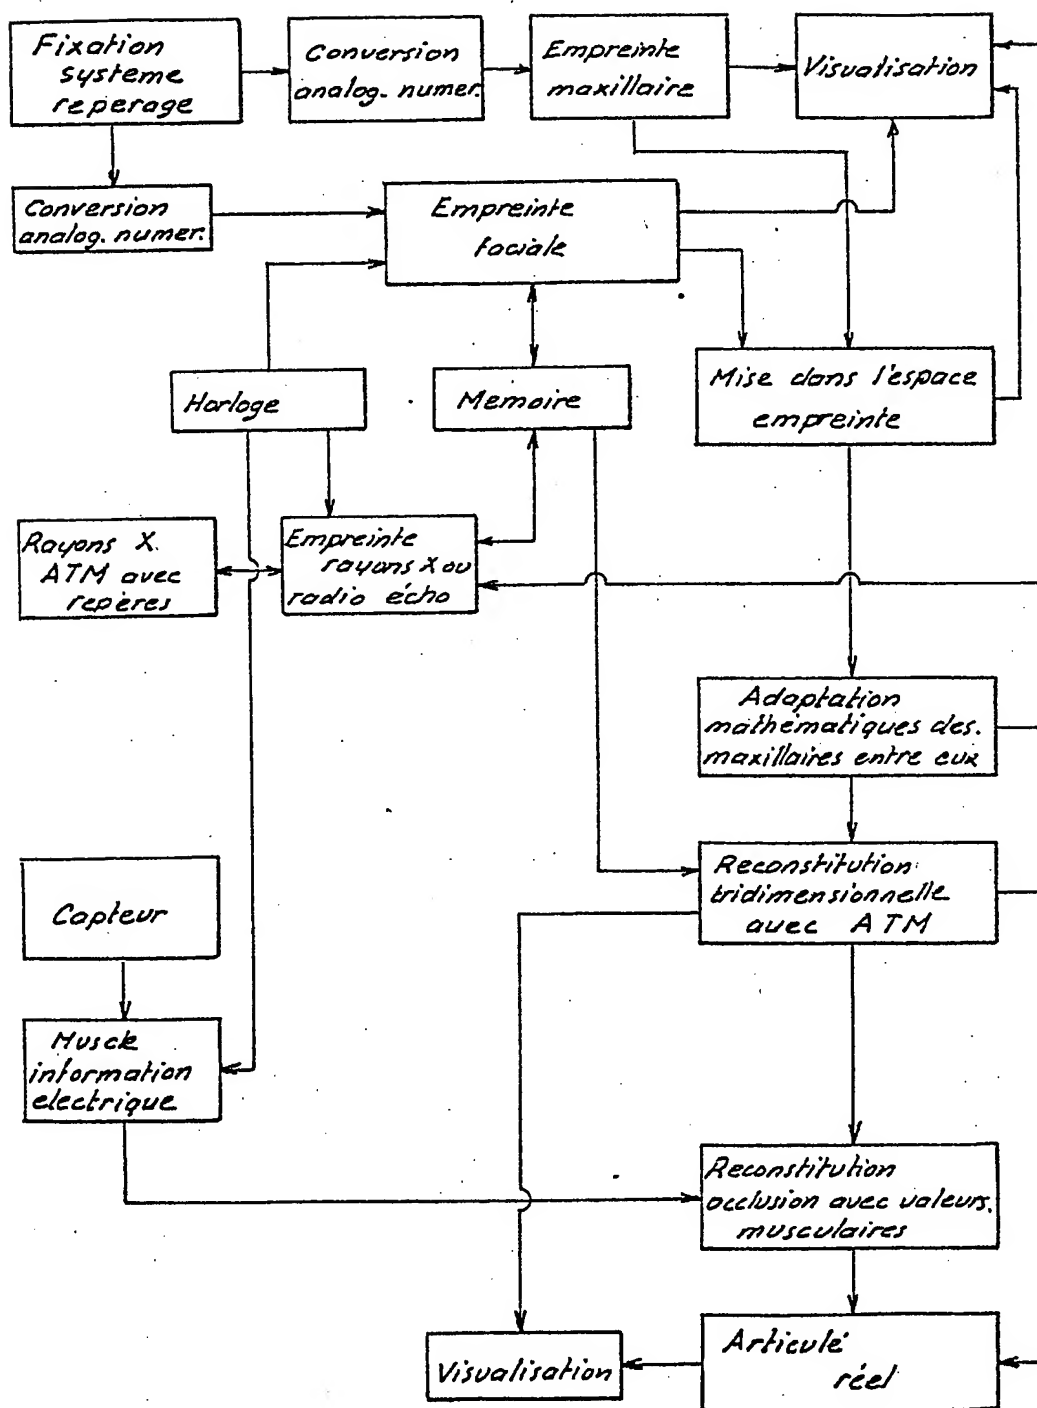 Fixation
systeme
reperage
Conversion
analog. numer.
Empreinte
maxillaire
Visualisation
Conversion
analog. numer.
Empreinte
faciale
Horloge
Memoire
Mise dans l'espace
empreinte
Rayons X.
ATM avec
repères
Empreinte
rayons X ou
radio écho
Adaptation
mathématiques des.
maxillaires entre eux
Capteur
Reconstitution
tridimensionnelle
avec ATM
Muscle
information
electrique
Reconstitution
occlusion avec valeurs.
musculaires
Visualisation
Articulé
réel